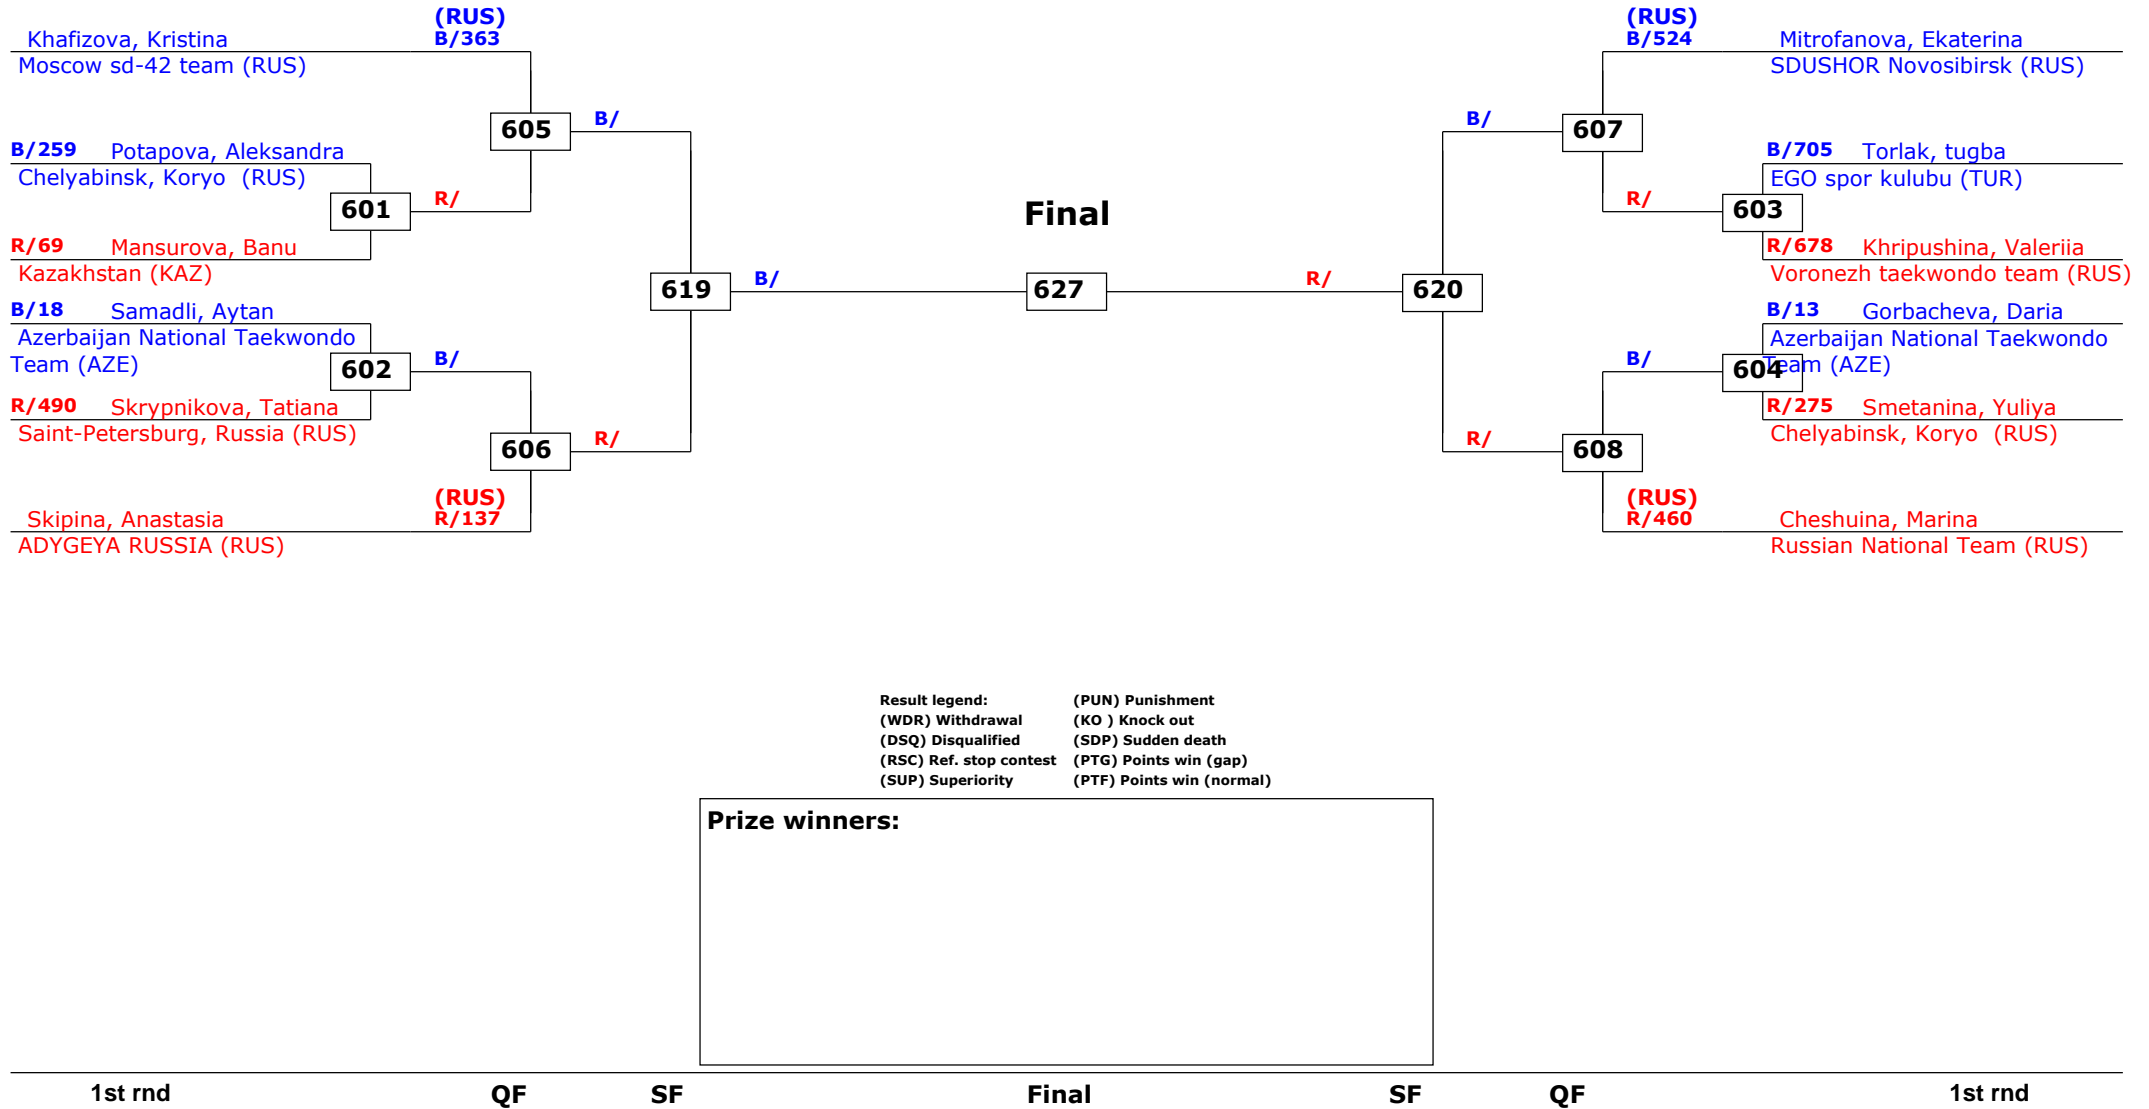 (RUS)
Khafizova, Kristina B/363
Moscow sd-42 team (RUS)
605 B/
B/259 Potapova, Aleksandra
Chelyabinsk, Koryo (RUS)
601 R/
R/69 Mansurova, Banu
Kazakhstan (KAZ)
619 B/
B/18 Samadli, Aytan
Azerbaijan National Taekwondo
Team (AZE)
602 B/
R/490 Skrypnikova, Tatiana
Saint-Petersburg, Russia (RUS)
606 R/
(RUS)
Skipina, Anastasia R/137
ADYGEYA RUSSIA (RUS)
Final
627
(RUS)
B/524 Mitrofanova, Ekaterina
SDUSHOR Novosibirsk (RUS)
B/ 607
B/705 Torlak, tugba
EGO spor kulubu (TUR)
R/ 603
R/678 Khripushina, Valeriia
Voronezh taekwondo team (RUS)
R/ 620
B/13 Gorbacheva, Daria
Azerbaijan National Taekwondo
Team (AZE)
B/ 604
R/275 Smetanina, Yuliya
Chelyabinsk, Koryo (RUS)
R/ 608
(RUS)
R/460 Cheshuina, Marina
Russian National Team (RUS)
Result legend: (PUN) Punishment
(WDR) Withdrawal (KO ) Knock out
(DSQ) Disqualified (SDP) Sudden death
(RSC) Ref. stop contest (PTG) Points win (gap)
(SUP) Superiority (PTF) Points win (normal)
Prize winners:
1st rnd QF SF Final SF QF 1st rnd